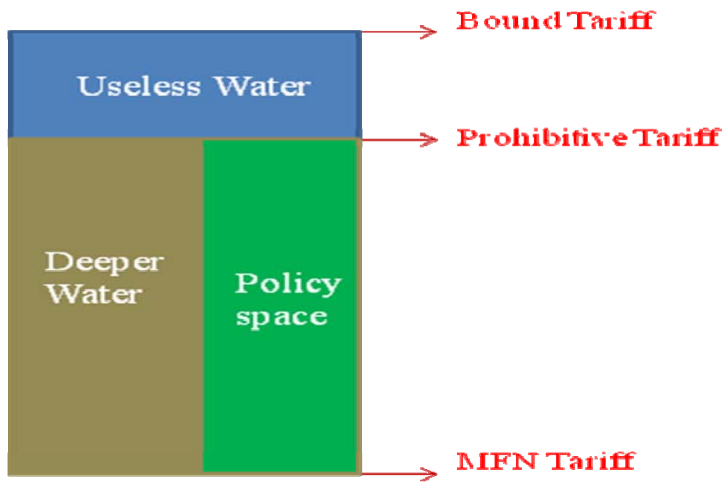 Bound Tariff
Useless Water
Prohibitive Tariff
Deeper
Water
Policy
space
MFN Tariff